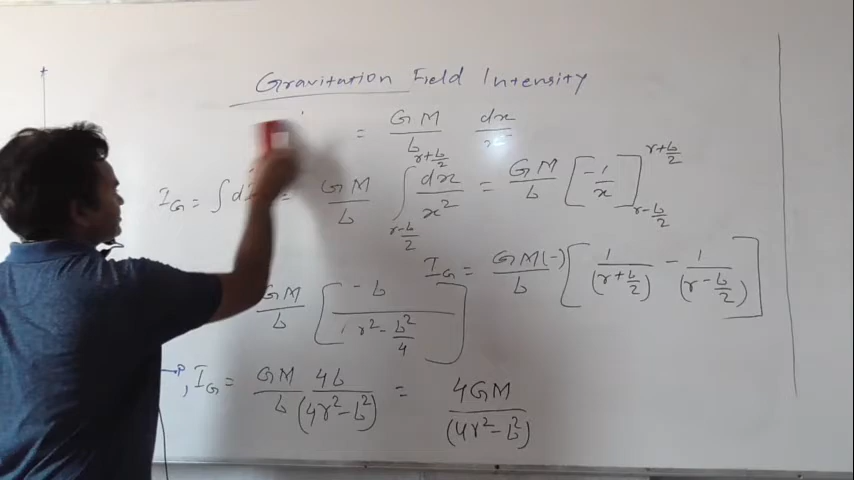 Gravitation Field Intensity
= GM/b dx/x²
I_G = ∫ d = GM/b ∫_{r-b/2}^{r+b/2} dx/x² = GM/b [-1/x]_{r-b/2}^{r+b/2}
I_G = GM(-)/b [1/(r+b/2) - 1/(r-b/2)]
GM/b [-b/(r² - b²/4)]
P, I_G = GM/b 4b/(4r²-b²) = 4GM/(4r²-b²)